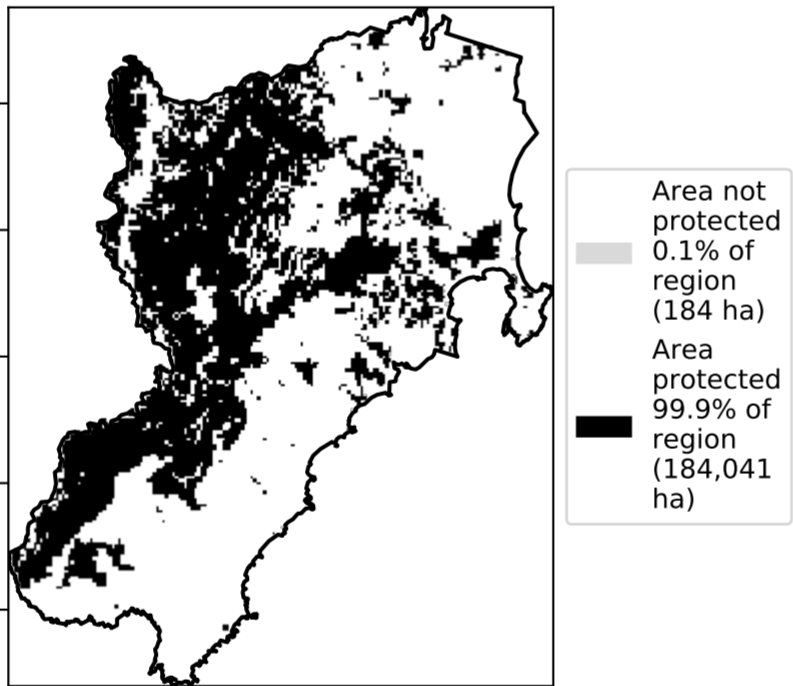 Area not
protected
0.1% of
region
(184 ha)
Area
protected
99.9% of
region
(184,041
ha)